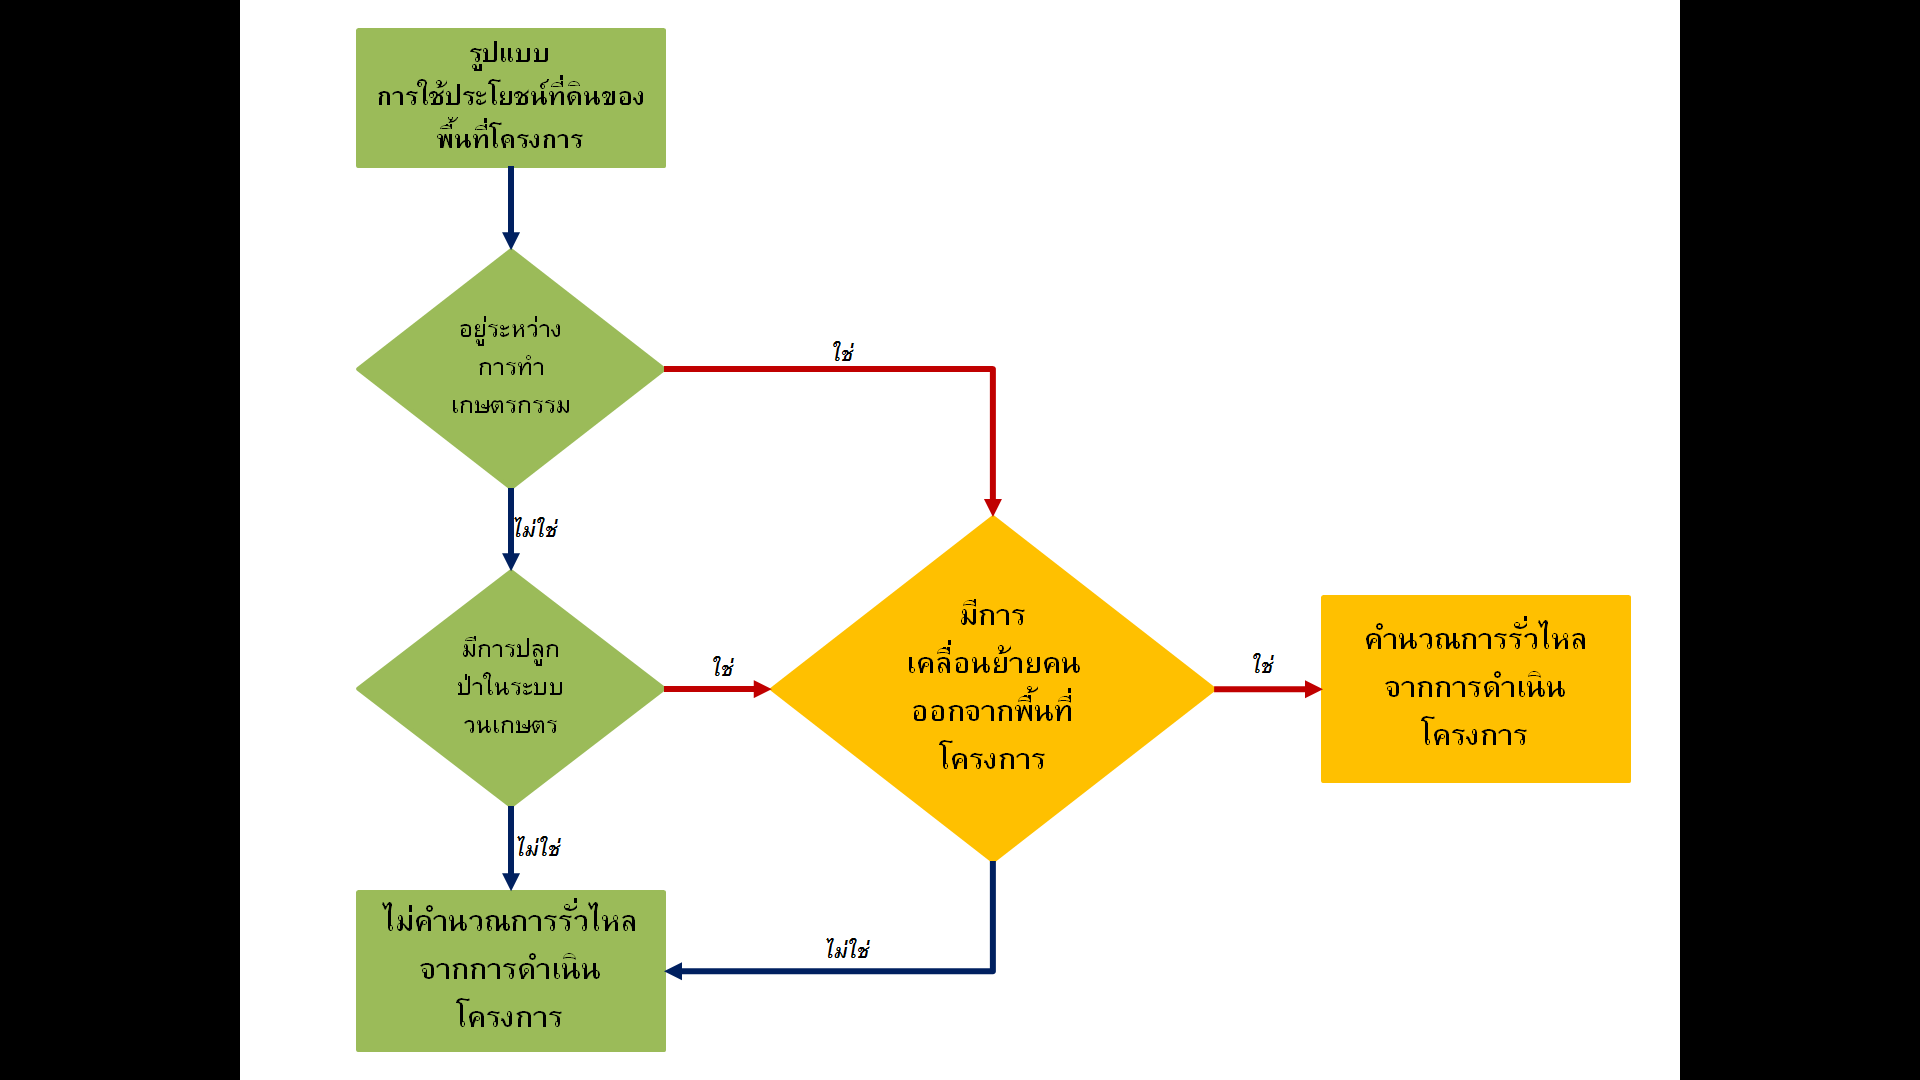 รูปแบบ
การใช้ประโยชน์ที่ดินของ
พื้นที่โครงการ
อยู่ระหว่าง
การทำ
เกษตรกรรม
ใช่
ไม่ใช่
มีการปลูก
ป่าในระบบ
วนเกษตร
ใช่
มีการ
เคลื่อนย้ายคน
ออกจากพื้นที่
โครงการ
ใช่
คำนวณการรั่วไหล
จากการดำเนิน
โครงการ
ไม่ใช่
ไม่คำนวณการรั่วไหล
จากการดำเนิน
โครงการ
ไม่ใช่